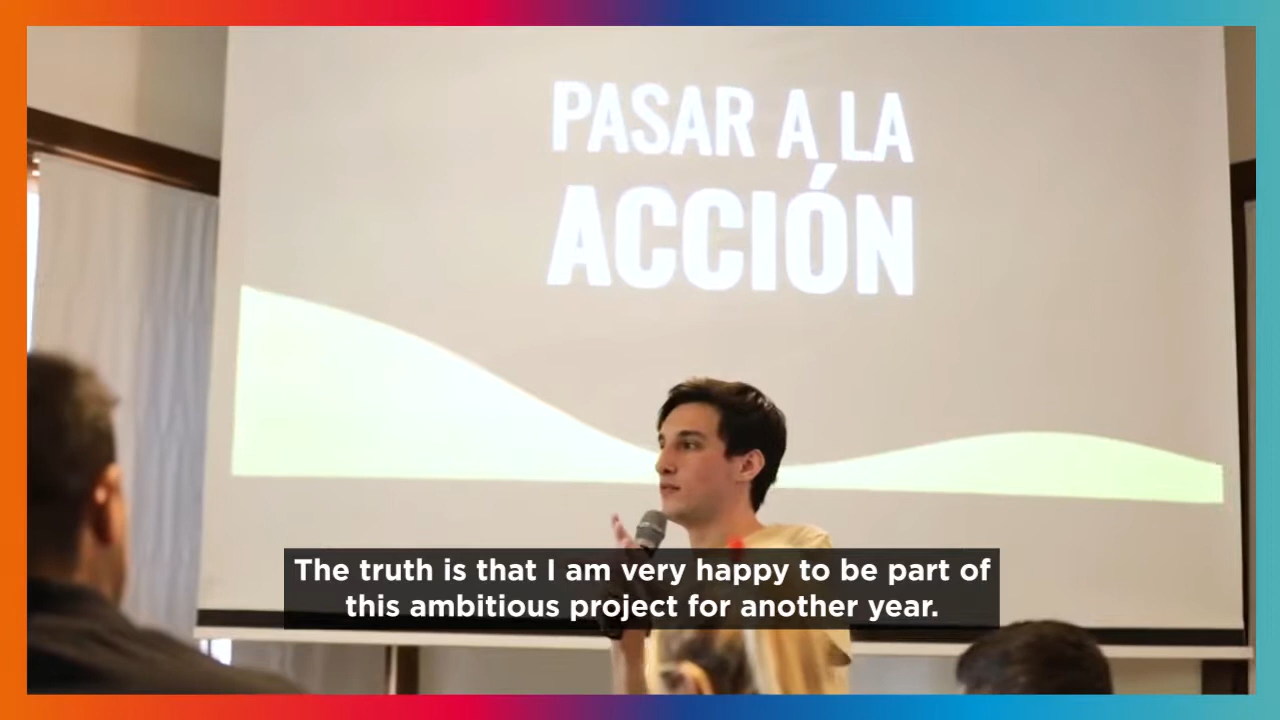 PASAR A LA
ACCIÓN
The truth is that I am very happy to be part of
this ambitious project for another year.